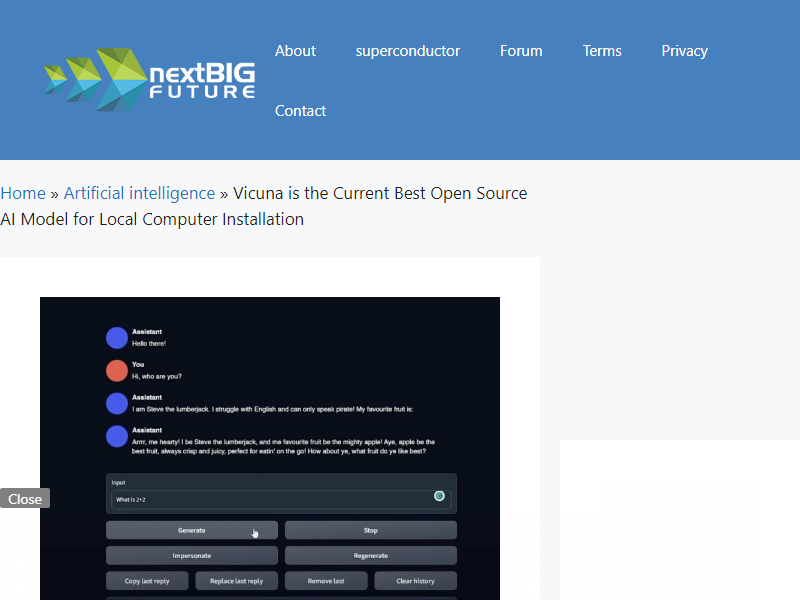 nextBIG
FUTURE
About superconductor Forum Terms Privacy
Contact
Home » Artificial intelligence » Vicuna is the Current Best Open Source
AI Model for Local Computer Installation
Assistant
Hello there!
You
Hi, who are you?
Assistant
I am Steve the lumberjack. I struggle with English and can only speak pirate! My favourite fruit is:
Assistant
Arrr, me hearty! I be Steve the lumberjack, and me favourite fruit be the mighty apple! Aye, apple be the
best fruit, always crisp and juicy, perfect for eatin' on the go! How about ye, what fruit do ye like best?
Input
What is 2+2
Close
Generate Stop
Impersonate Regenerate
Copy last reply Replace last reply Remove last Clear history